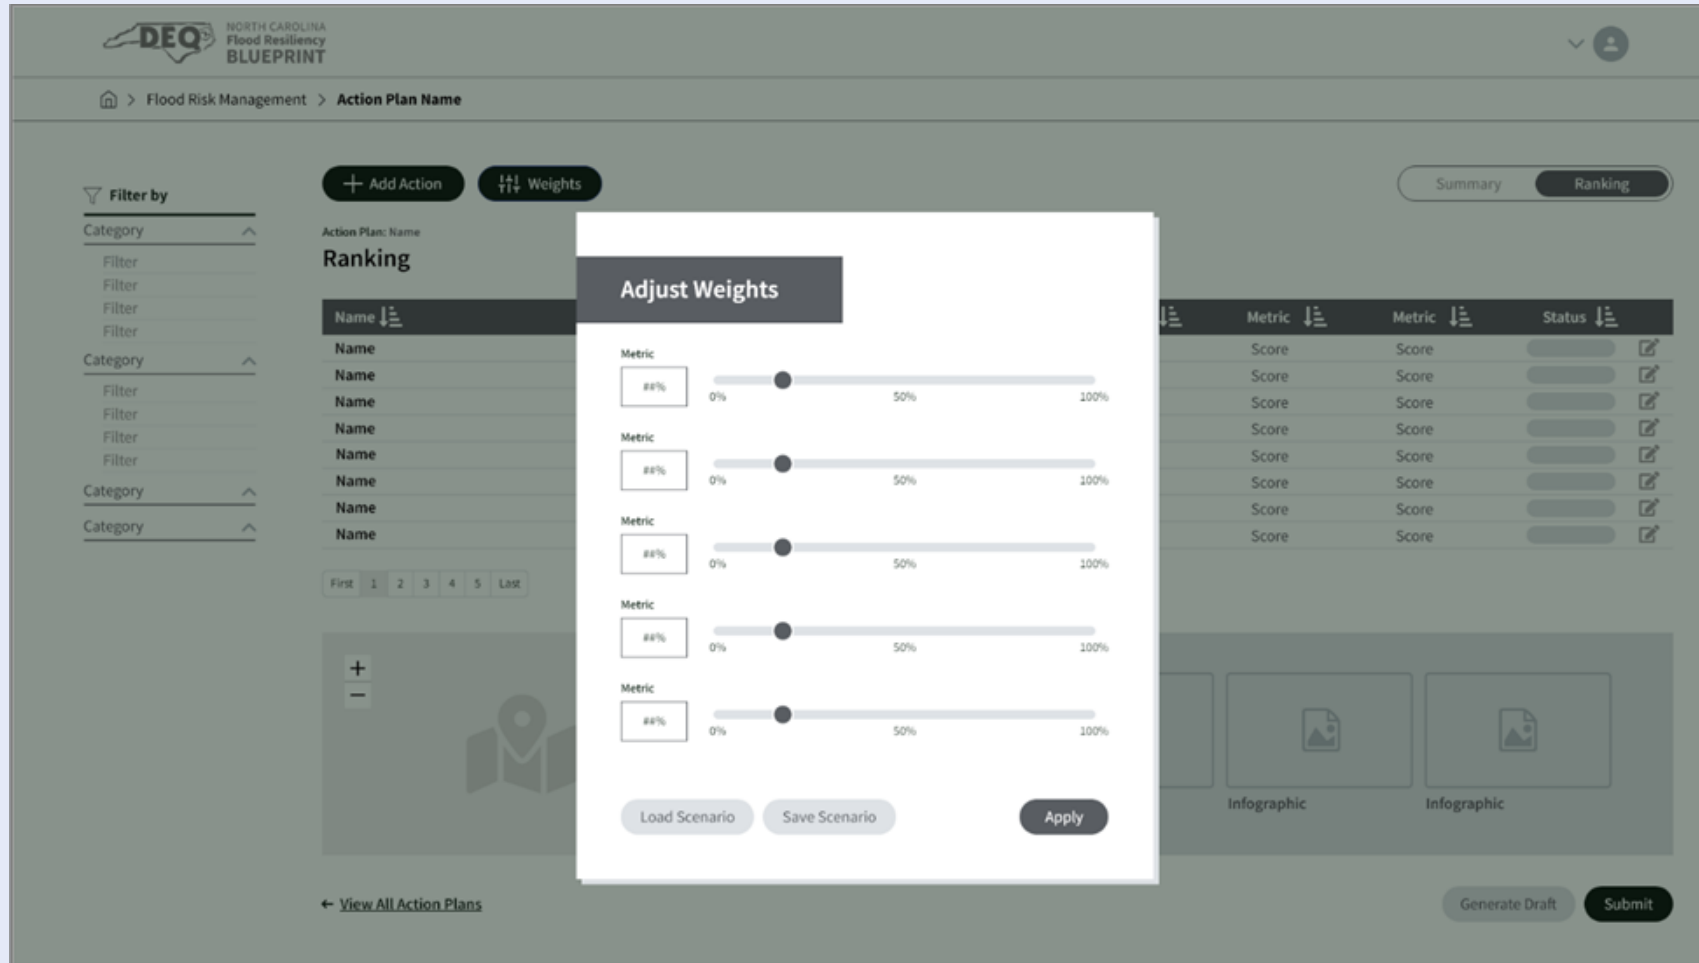 DEQ
NORTH CAROLINA
Flood Resiliency
BLUEPRINT
> Flood Risk Management > Action Plan Name
Filter by
Category
Filter
Filter
Filter
Filter
Category
Filter
Filter
Filter
Filter
Category
Category
+ Add Action
Weights
Summary
Ranking
Action Plan: Name
Ranking
Name Metric Metric Status
Name Score Score
Name Score Score
Name Score Score
Name Score Score
Name Score Score
Name Score Score
Name Score Score
Name Score Score
First 1 2 3 4 5 Last
+
−
Infographic
Infographic
← View All Action Plans
Generate Draft
Submit
Adjust Weights
Metric
##%
0% 50% 100%
Metric
##%
0% 50% 100%
Metric
##%
0% 50% 100%
Metric
##%
0% 50% 100%
Metric
##%
0% 50% 100%
Load Scenario
Save Scenario
Apply